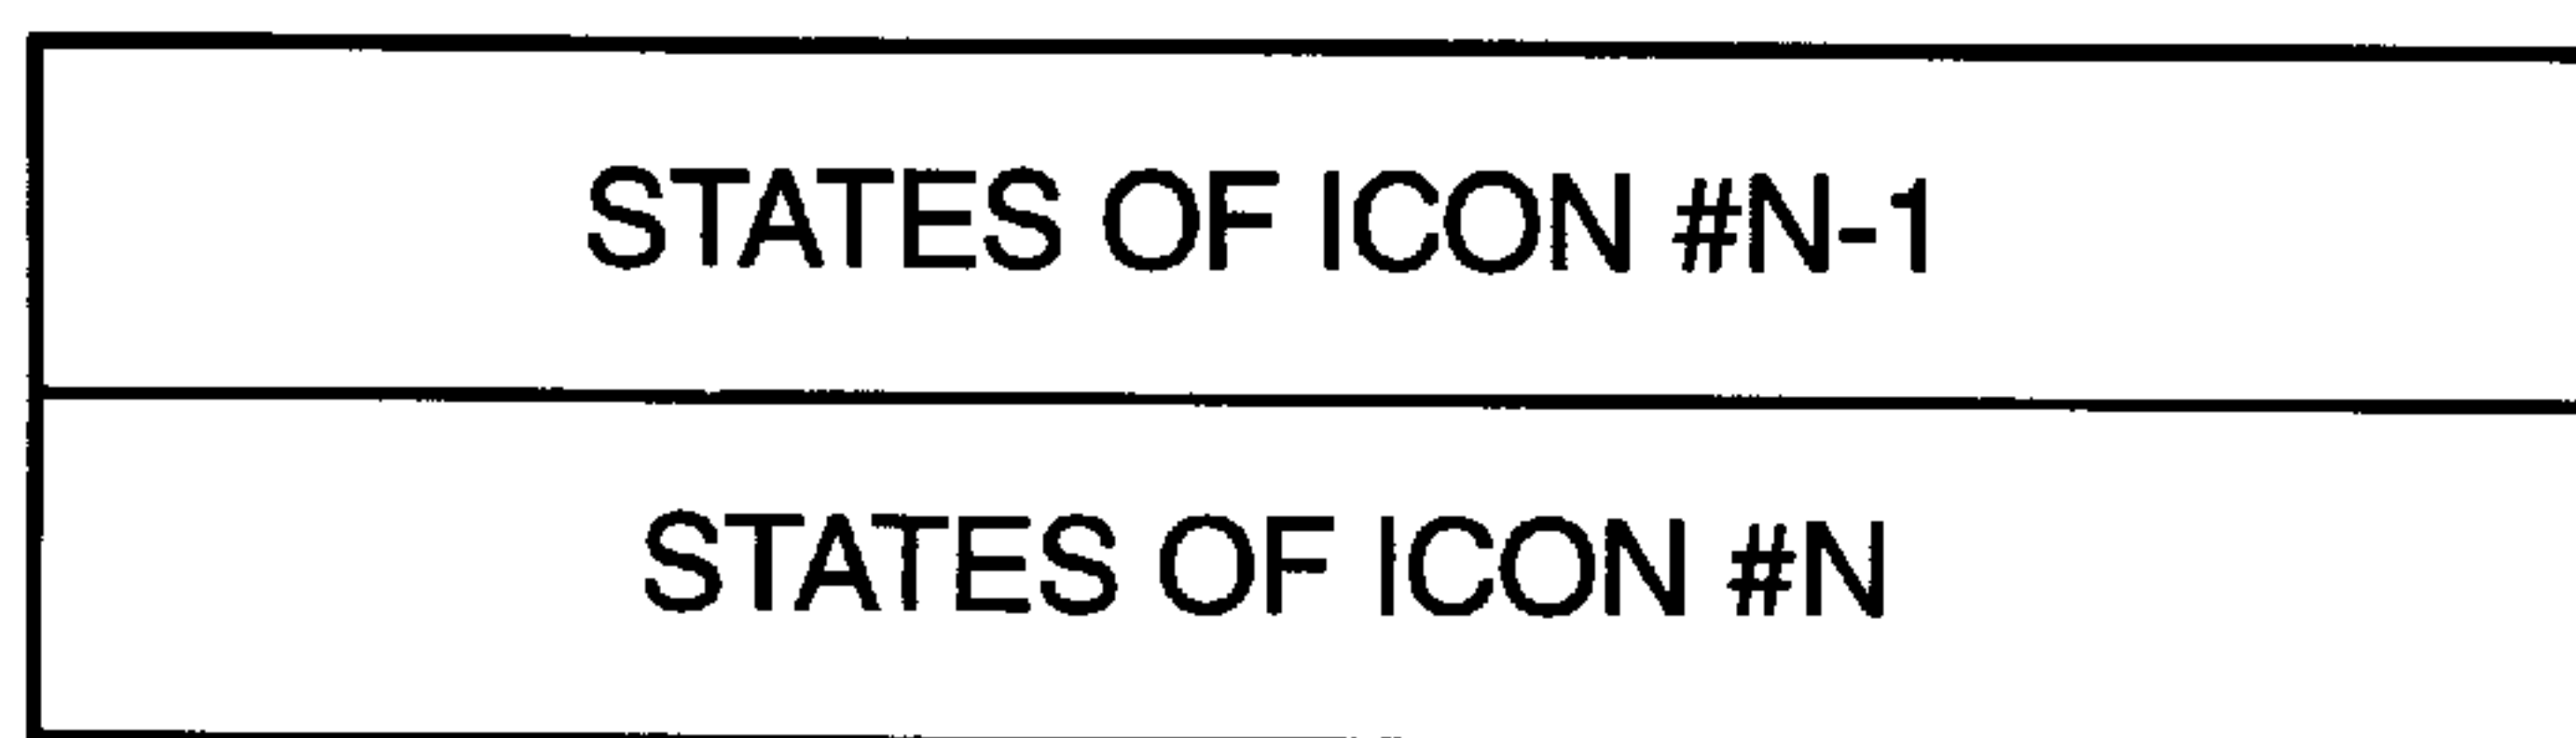 STATES OF ICON #N-1
STATES OF ICON #N